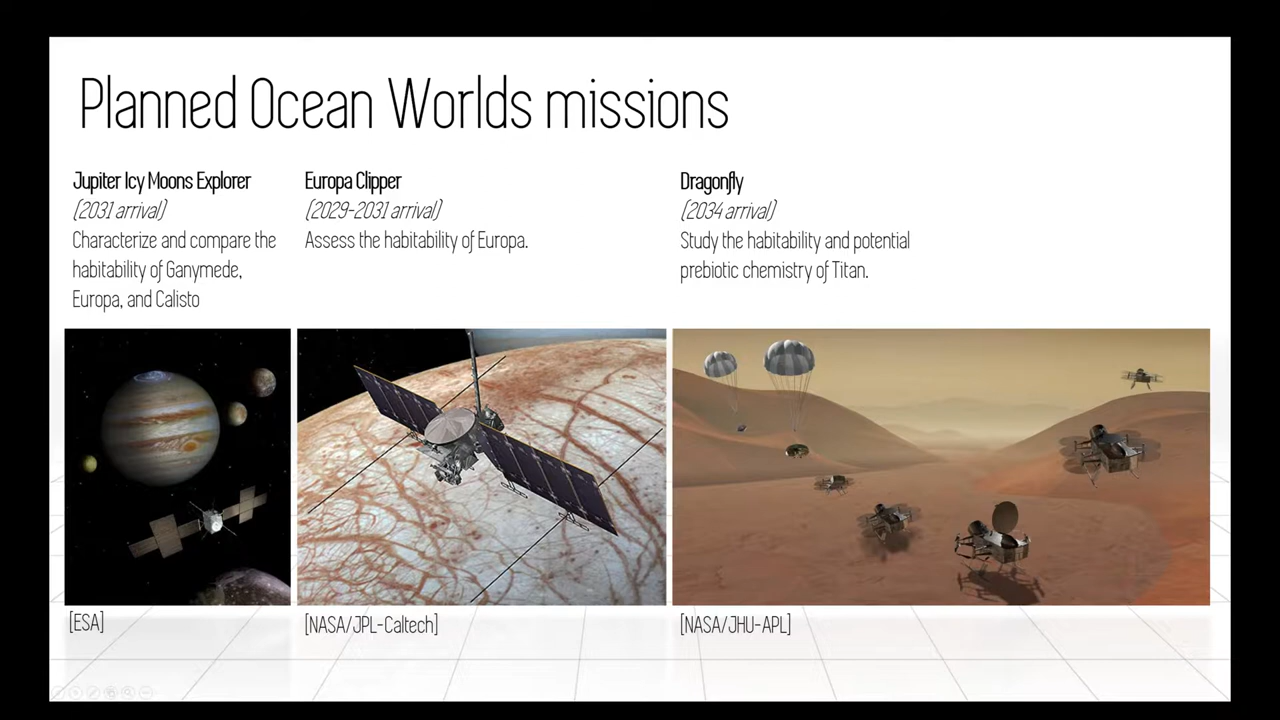 Planned Ocean Worlds missions
Jupiter Icy Moons Explorer
(2031 arrival)
Characterize and compare the
habitability of Ganymede,
Europa, and Calisto
Europa Clipper
(2029-2031 arrival)
Assess the habitability of Europa.
Dragonfly
(2034 arrival)
Study the habitability and potential
prebiotic chemistry of Titan.
[ESA]
[NASA/JPL-Caltech]
[NASA/JHU-APL]